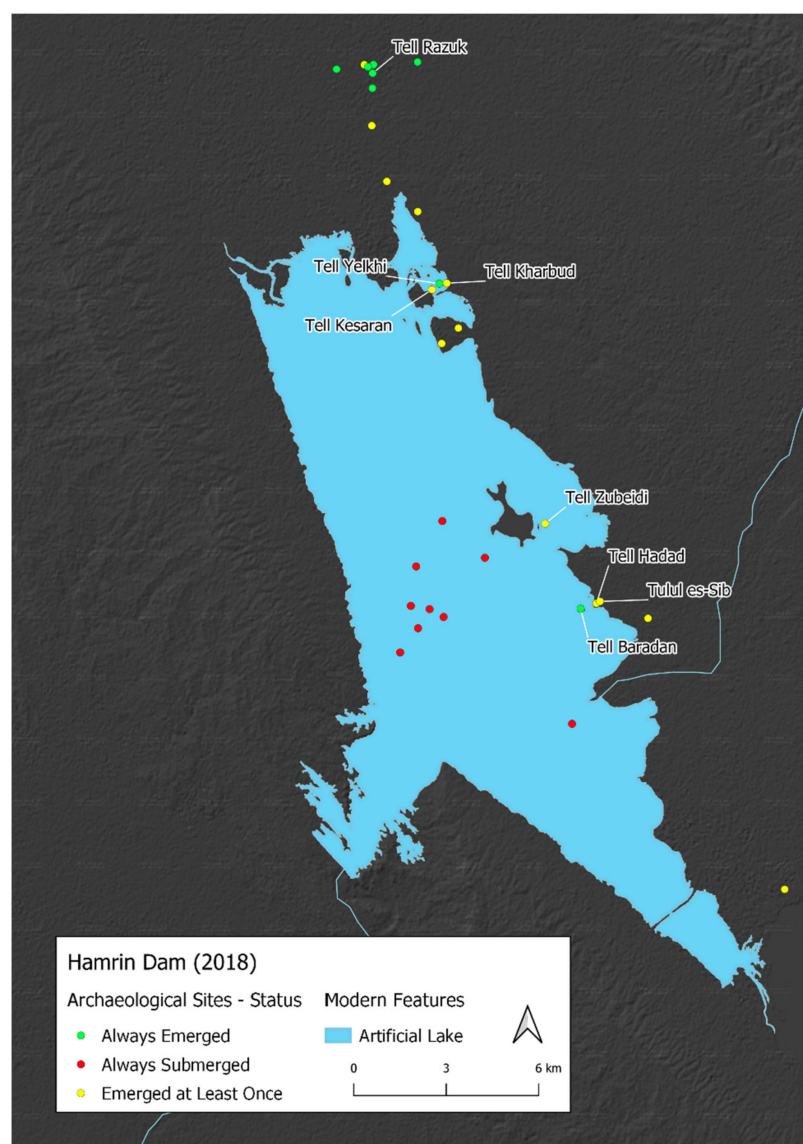 Tell Razuk
Tell Yelkhi
Tell Kharbud
Tell Kesaran
Tell Zubeidi
Tell Hadad
Tulul es-Sib
Tell Baradan
Hamrin Dam (2018)
Archaeological Sites - Status
Always Emerged
Always Submerged
Emerged at Least Once
Modern Features
Artificial Lake
0 3 6 km